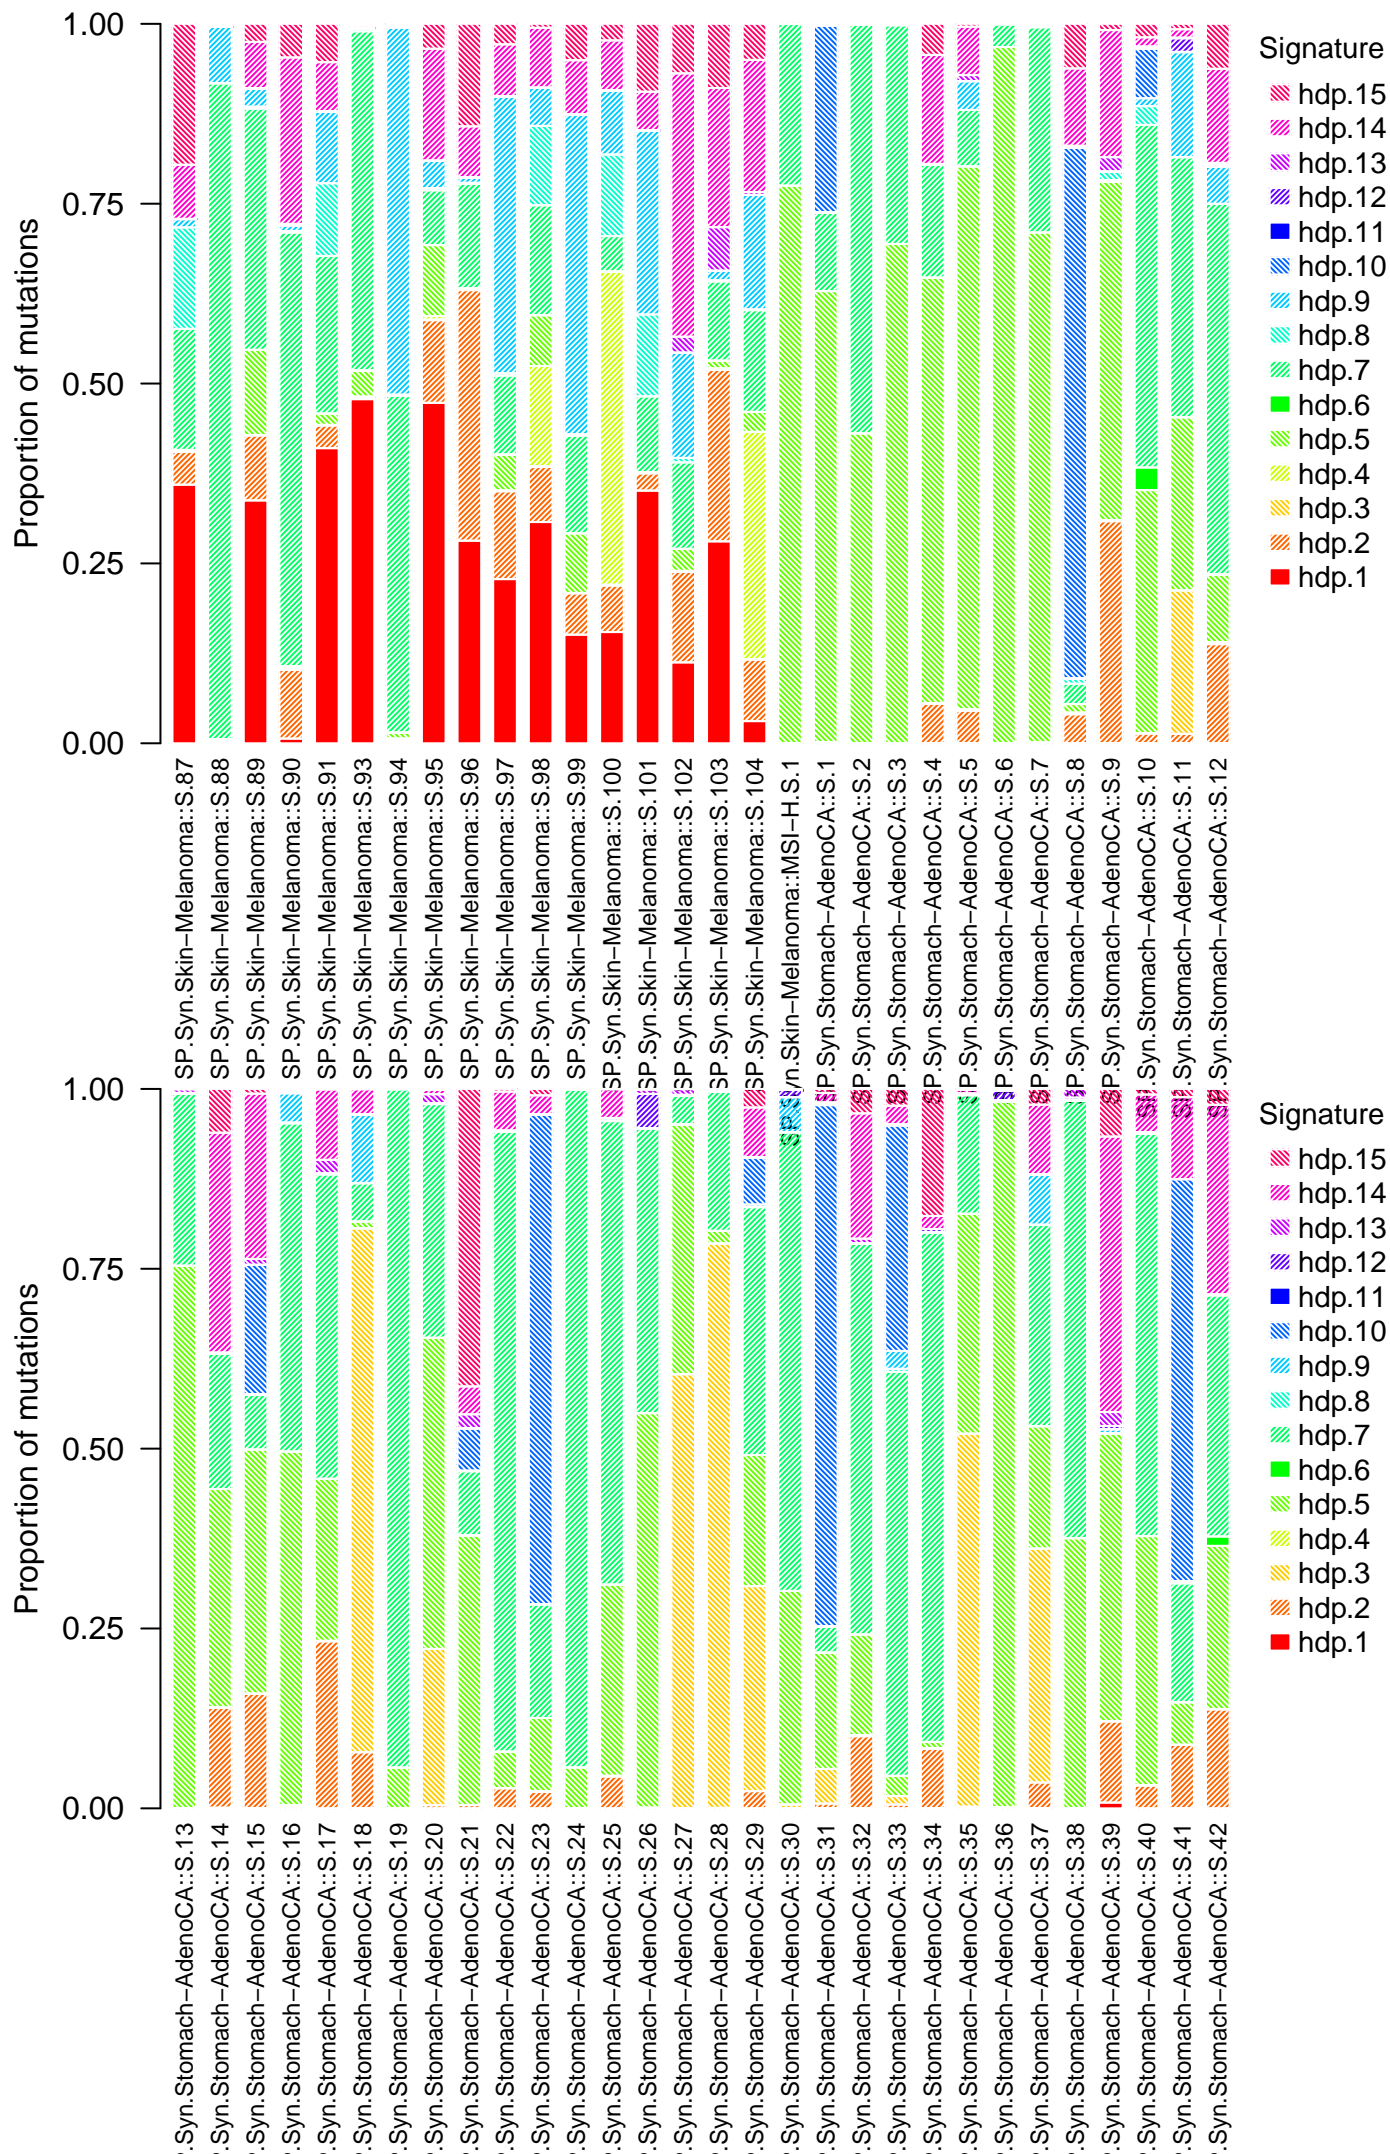 Proportion of mutations
1.00
0.75
0.50
0.25
0.00
SP.Syn.Skin−Melanoma::S.87
SP.Syn.Skin−Melanoma::S.88
SP.Syn.Skin−Melanoma::S.89
SP.Syn.Skin−Melanoma::S.90
SP.Syn.Skin−Melanoma::S.91
SP.Syn.Skin−Melanoma::S.93
SP.Syn.Skin−Melanoma::S.94
SP.Syn.Skin−Melanoma::S.95
SP.Syn.Skin−Melanoma::S.96
SP.Syn.Skin−Melanoma::S.97
SP.Syn.Skin−Melanoma::S.98
SP.Syn.Skin−Melanoma::S.99
SP.Syn.Skin−Melanoma::S.100
SP.Syn.Skin−Melanoma::S.101
SP.Syn.Skin−Melanoma::S.102
SP.Syn.Skin−Melanoma::S.103
SP.Syn.Skin−Melanoma::S.104
SP.Syn.Skin−Melanoma::MSI−H.S.1
SP.Syn.Stomach−AdenoCA::S.1
SP.Syn.Stomach−AdenoCA::S.2
SP.Syn.Stomach−AdenoCA::S.3
SP.Syn.Stomach−AdenoCA::S.4
SP.Syn.Stomach−AdenoCA::S.5
SP.Syn.Stomach−AdenoCA::S.6
SP.Syn.Stomach−AdenoCA::S.7
SP.Syn.Stomach−AdenoCA::S.8
SP.Syn.Stomach−AdenoCA::S.9
SP.Syn.Stomach−AdenoCA::S.10
SP.Syn.Stomach−AdenoCA::S.11
SP.Syn.Stomach−AdenoCA::S.12
Signature
hdp.15
hdp.14
hdp.13
hdp.12
hdp.11
hdp.10
hdp.9
hdp.8
hdp.7
hdp.6
hdp.5
hdp.4
hdp.3
hdp.2
hdp.1
Proportion of mutations
1.00
0.75
0.50
0.25
0.00
.Syn.Stomach−AdenoCA::S.13
.Syn.Stomach−AdenoCA::S.14
.Syn.Stomach−AdenoCA::S.15
.Syn.Stomach−AdenoCA::S.16
.Syn.Stomach−AdenoCA::S.17
.Syn.Stomach−AdenoCA::S.18
.Syn.Stomach−AdenoCA::S.19
.Syn.Stomach−AdenoCA::S.20
.Syn.Stomach−AdenoCA::S.21
.Syn.Stomach−AdenoCA::S.22
.Syn.Stomach−AdenoCA::S.23
.Syn.Stomach−AdenoCA::S.24
.Syn.Stomach−AdenoCA::S.25
.Syn.Stomach−AdenoCA::S.26
.Syn.Stomach−AdenoCA::S.27
.Syn.Stomach−AdenoCA::S.28
.Syn.Stomach−AdenoCA::S.29
.Syn.Stomach−AdenoCA::S.30
.Syn.Stomach−AdenoCA::S.31
.Syn.Stomach−AdenoCA::S.32
.Syn.Stomach−AdenoCA::S.33
.Syn.Stomach−AdenoCA::S.34
.Syn.Stomach−AdenoCA::S.35
.Syn.Stomach−AdenoCA::S.36
.Syn.Stomach−AdenoCA::S.37
.Syn.Stomach−AdenoCA::S.38
.Syn.Stomach−AdenoCA::S.39
.Syn.Stomach−AdenoCA::S.40
.Syn.Stomach−AdenoCA::S.41
.Syn.Stomach−AdenoCA::S.42
Signature
hdp.15
hdp.14
hdp.13
hdp.12
hdp.11
hdp.10
hdp.9
hdp.8
hdp.7
hdp.6
hdp.5
hdp.4
hdp.3
hdp.2
hdp.1